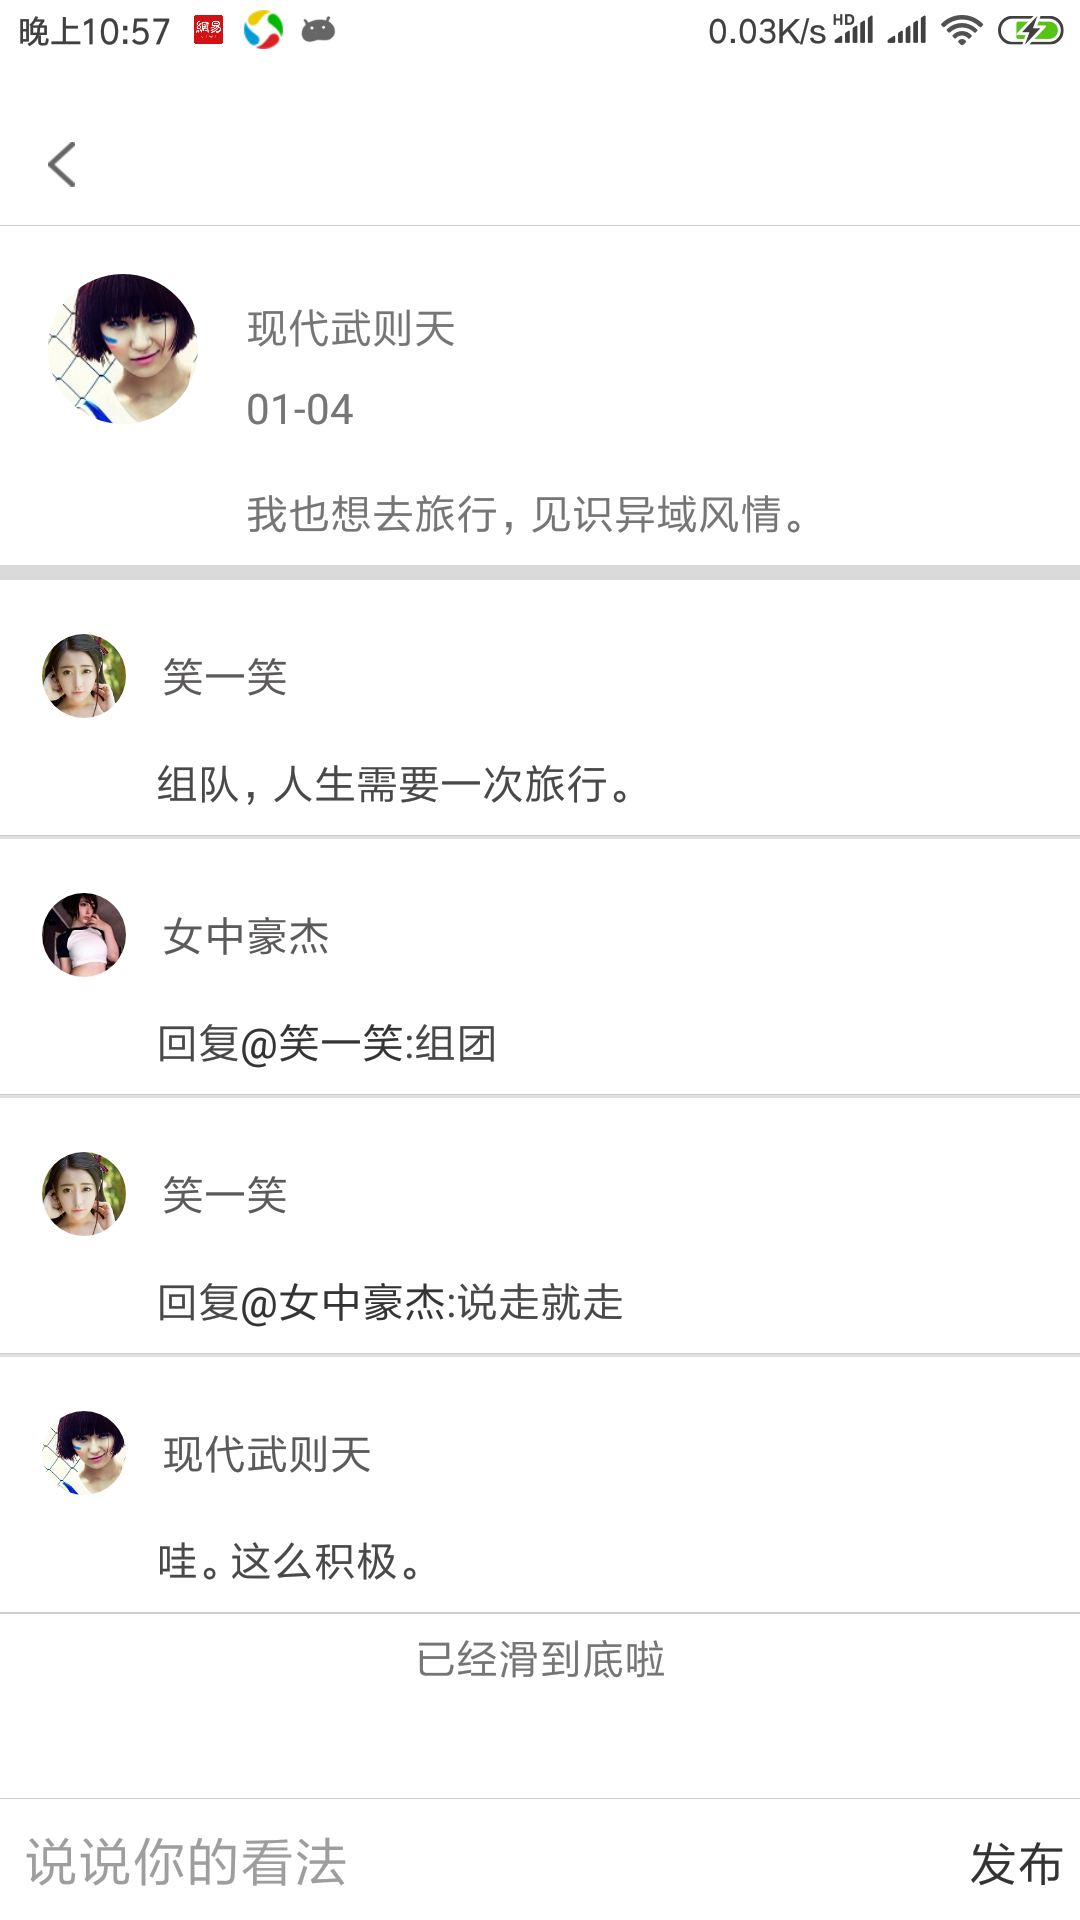 晚上10:57 網易 0.03K/s HD
现代武则天
01-04
我也想去旅行，见识异域风情。
笑一笑
组队，人生需要一次旅行。
女中豪杰
回复@笑一笑:组团
笑一笑
回复@女中豪杰:说走就走
现代武则天
哇。这么积极。
已经滑到底啦
说说你的看法 发布